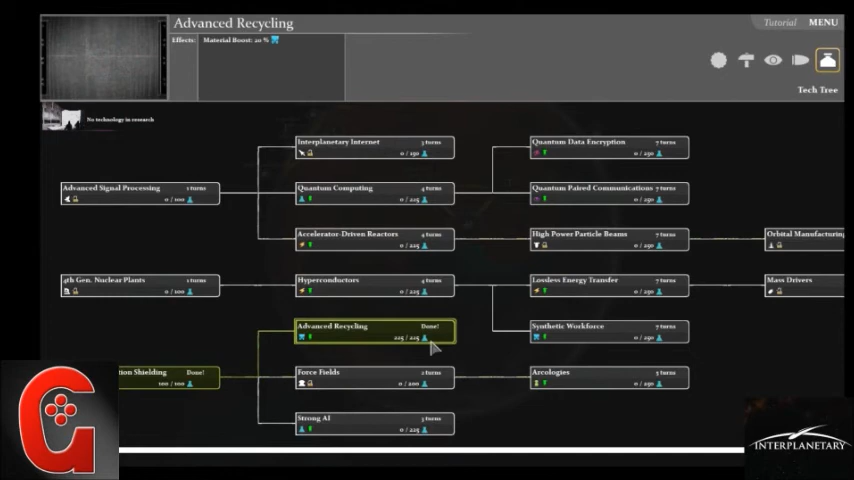 Advanced Recycling
Tutorial MENU
Effects: Material Boost: 20 %
Tech Tree
No technology in research
Interplanetary Internet 3 turns
0 / 150
Quantum Data Encryption 7 turns
0 / 250
Advanced Signal Processing 1 turns
0 / 100
Quantum Computing 4 turns
0 / 225
Quantum Paired Communications 7 turns
0 / 250
Accelerator-Driven Reactors 4 turns
0 / 225
High Power Particle Beams 7 turns
0 / 250
Orbital Manufacturing
4th Gen. Nuclear Plants 1 turns
0 / 100
Hyperconductors 4 turns
0 / 225
Lossless Energy Transfer 7 turns
0 / 250
Mass Drivers
Advanced Recycling Done!
225 / 225
Synthetic Workforce 7 turns
0 / 250
tion Shielding Done!
100 / 100
Force Fields 2 turns
0 / 200
Arcologies 5 turns
0 / 250
Strong AI 3 turns
0 / 225
G
INTERPLANETARY